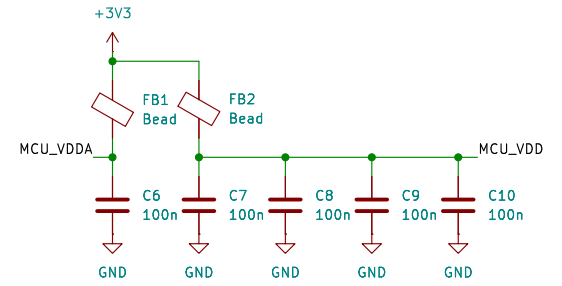 +3V3
FB1
Bead
FB2
Bead
MCU_VDDA
MCU_VDD
C6
100n
C7
100n
C8
100n
C9
100n
C10
100n
GND
GND
GND
GND
GND